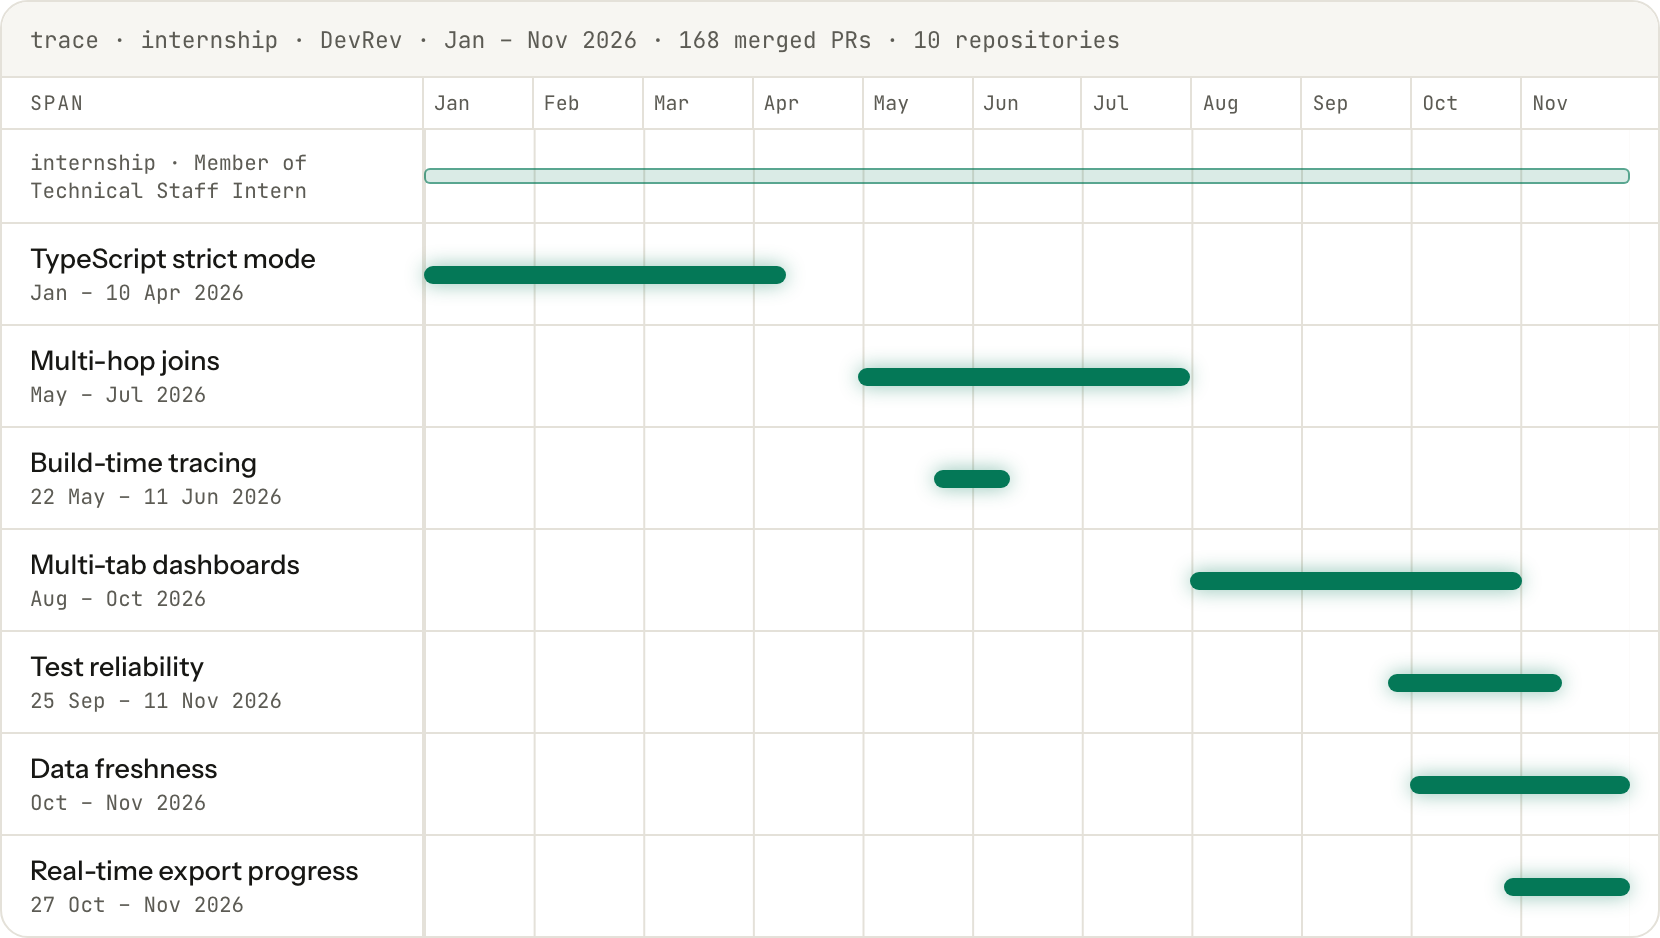 trace · internship · DevRev · Jan – Nov 2026 · 168 merged PRs · 10 repositories
SPAN Jan Feb Mar Apr May Jun Jul Aug Sep Oct Nov
internship · Member of
Technical Staff Intern
TypeScript strict mode
Jan – 10 Apr 2026
Multi-hop joins
May – Jul 2026
Build-time tracing
22 May – 11 Jun 2026
Multi-tab dashboards
Aug – Oct 2026
Test reliability
25 Sep – 11 Nov 2026
Data freshness
Oct – Nov 2026
Real-time export progress
27 Oct – Nov 2026